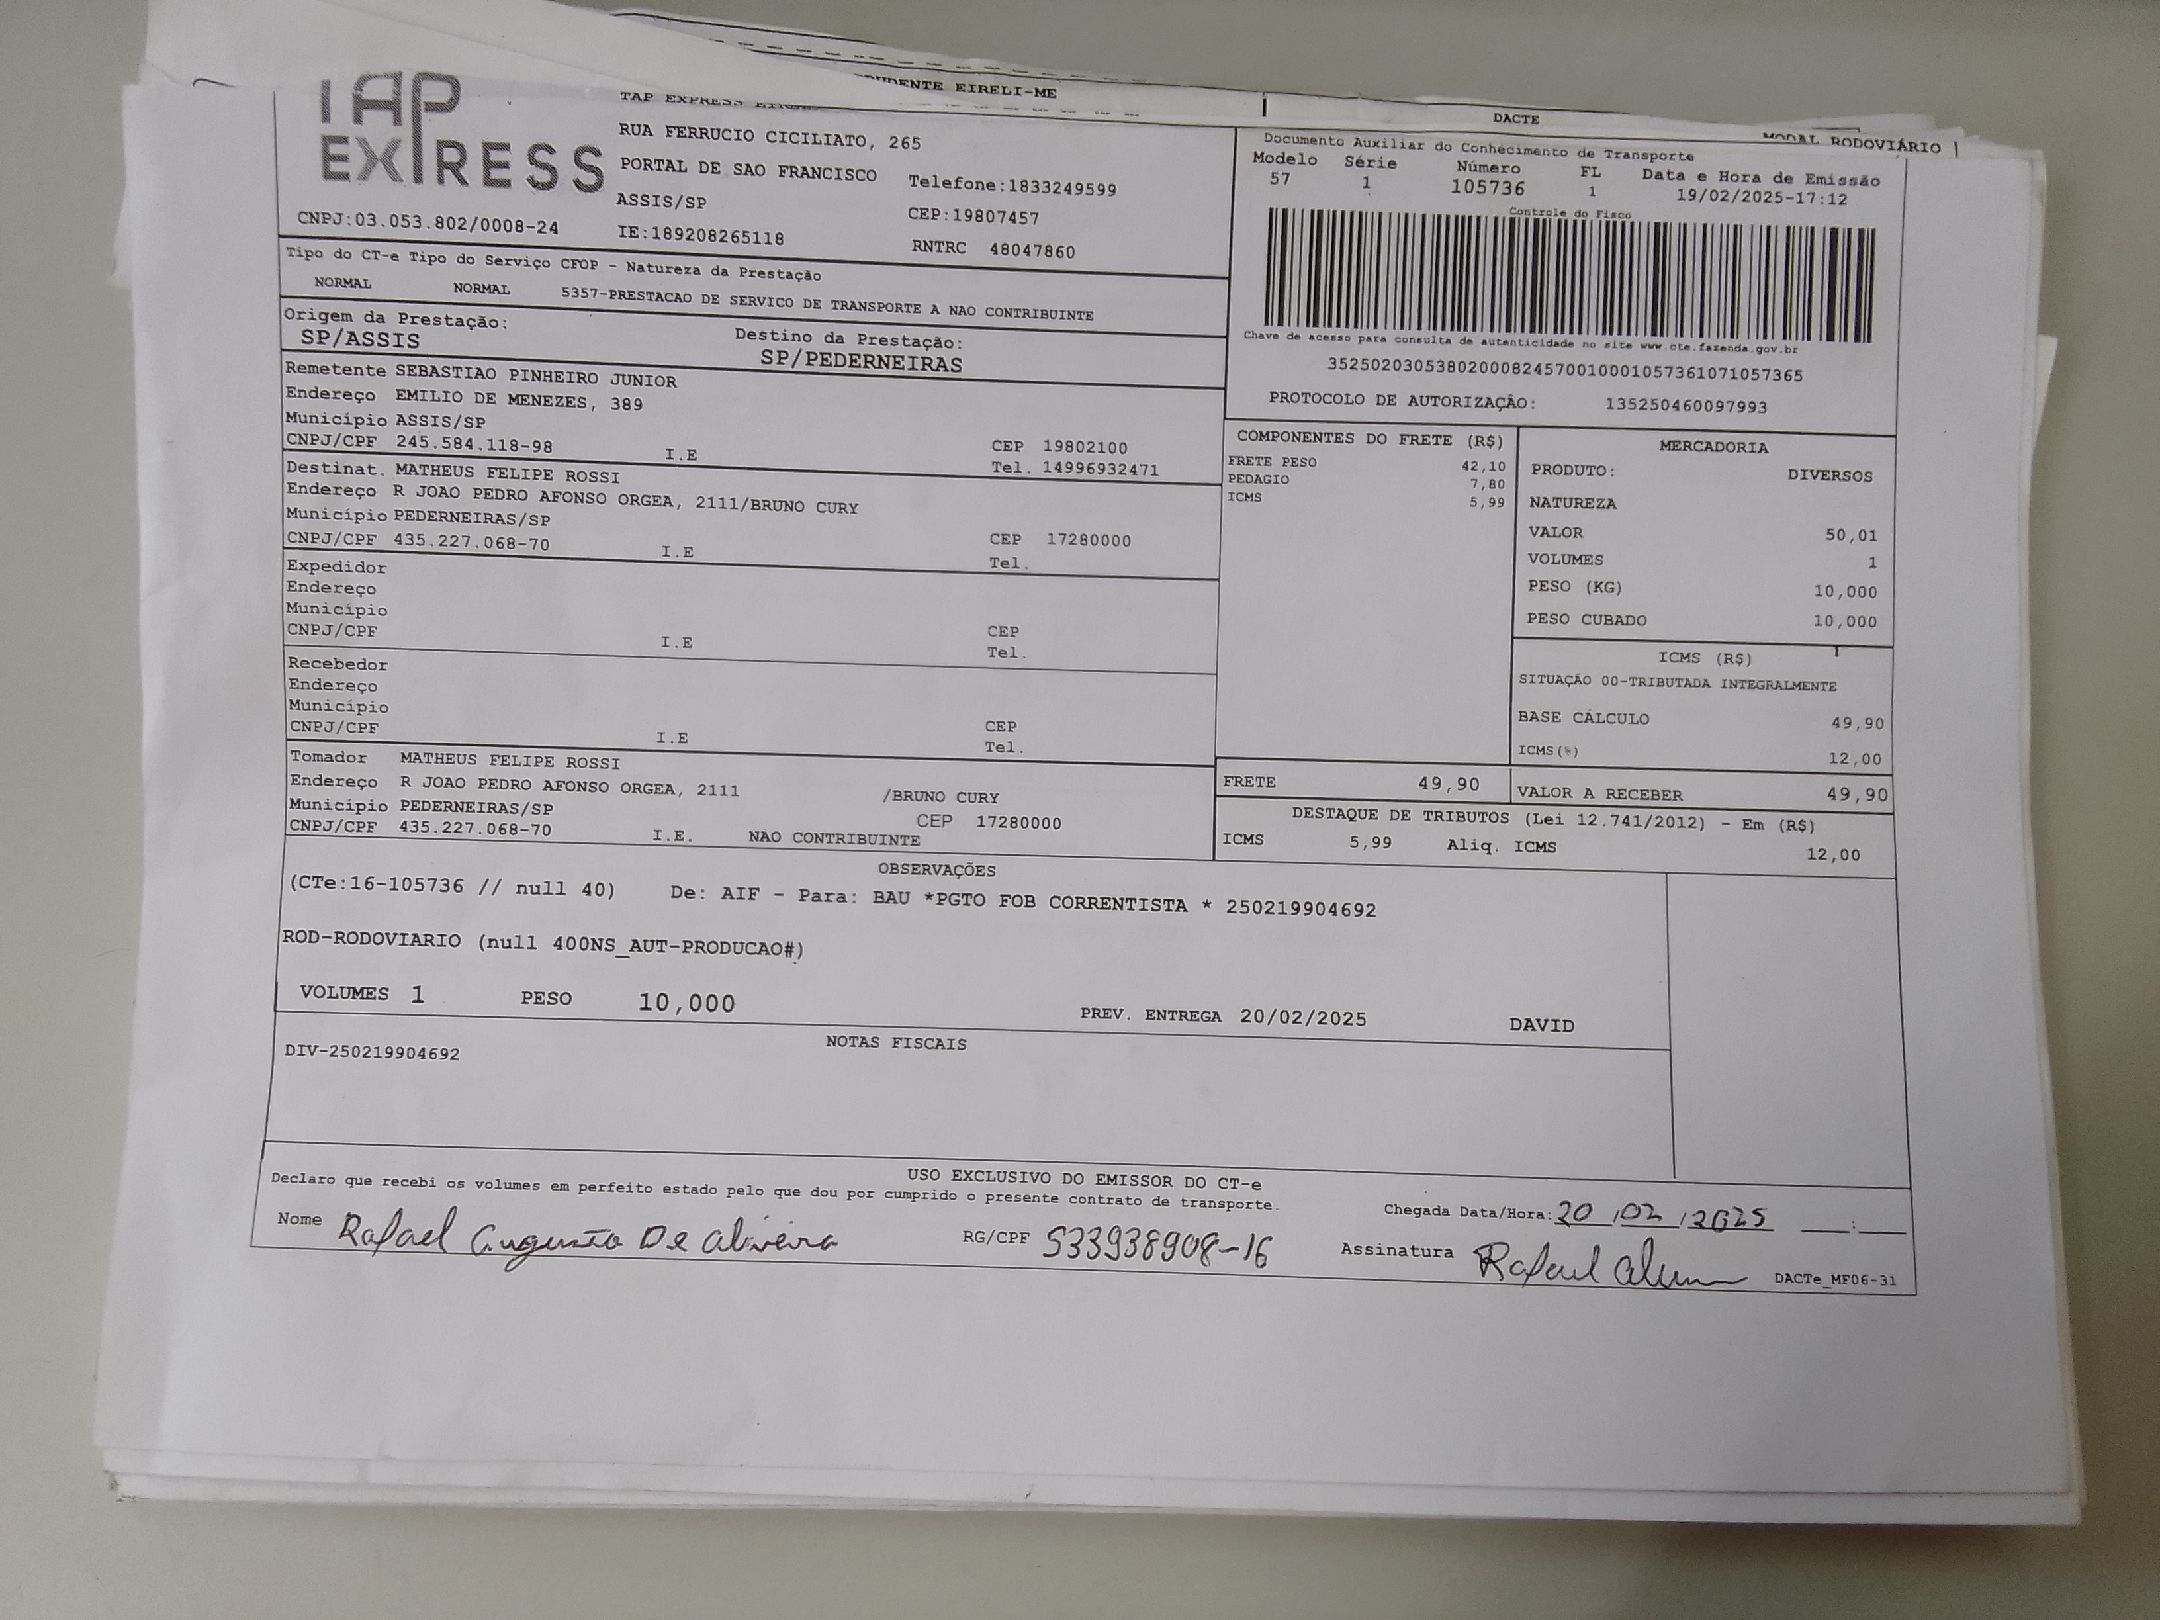 UDENTE EIRELI-ME
DACTE
TAP EXPRESS
MODAL RODOVIÁRIO
TAP EXPRESS
RUA FERRUCIO CICILIATO, 265
PORTAL DE SAO FRANCISCO Telefone:1833249599
ASSIS/SP CEP:19807457
CNPJ:03.053.802/0008-24 IE:189208265118 RNTRC 48047860
Documento Auxiliar do Conhecimento de Transporte
Modelo Série Número FL Data e Hora de Emissão
57 1 105736 1 19/02/2025-17:12
Controle do Fisco
Chave de acesso para consulta de autenticidade no site www.cte.fazenda.gov.br
35250203053802000824570010001057361071057365
PROTOCOLO DE AUTORIZAÇÃO: 135250460097993
Tipo do CT-e Tipo do Serviço CFOP - Natureza da Prestação
NORMAL NORMAL 5357-PRESTACAO DE SERVICO DE TRANSPORTE A NAO CONTRIBUINTE
Origem da Prestação: Destino da Prestação:
SP/ASSIS SP/PEDERNEIRAS
Remetente SEBASTIAO PINHEIRO JUNIOR
Endereço EMILIO DE MENEZES, 389
Município ASSIS/SP CEP 19802100
CNPJ/CPF 245.584.118-98 I.E Tel. 14996932471
Destinat. MATHEUS FELIPE ROSSI
Endereço R JOAO PEDRO AFONSO ORGEA, 2111/BRUNO CURY
Município PEDERNEIRAS/SP CEP 17280000
CNPJ/CPF 435.227.068-70 I.E Tel.
Expedidor
Endereço
Município CEP
CNPJ/CPF I.E Tel.
Recebedor
Endereço
Município CEP
CNPJ/CPF I.E Tel.
Tomador MATHEUS FELIPE ROSSI
Endereço R JOAO PEDRO AFONSO ORGEA, 2111 /BRUNO CURY
Município PEDERNEIRAS/SP CEP 17280000
CNPJ/CPF 435.227.068-70 I.E. NAO CONTRIBUINTE
COMPONENTES DO FRETE (R$)
FRETE PESO 42,10
PEDAGIO 7,80
ICMS 5,99
MERCADORIA
PRODUTO: DIVERSOS
NATUREZA
VALOR 50,01
VOLUMES 1
PESO (KG) 10,000
PESO CUBADO 10,000
ICMS (R$)
SITUAÇÃO 00-TRIBUTADA INTEGRALMENTE
BASE CÁLCULO 49,90
ICMS(%) 12,00
FRETE 49,90 VALOR A RECEBER 49,90
DESTAQUE DE TRIBUTOS (Lei 12.741/2012) - Em (R$)
ICMS 5,99 Aliq. ICMS 12,00
OBSERVAÇÕES
(CTe:16-105736 // null 40) De: AIF - Para: BAU *PGTO FOB CORRENTISTA * 250219904692
ROD-RODOVIARIO (null 400NS_AUT-PRODUCAO#)
VOLUMES 1 PESO 10,000 PREV. ENTREGA 20/02/2025 DAVID
NOTAS FISCAIS
DIV-250219904692
USO EXCLUSIVO DO EMISSOR DO CT-e
Declaro que recebi os volumes em perfeito estado pelo que dou por cumprido o presente contrato de transporte.
Chegada Data/Hora: 20/02/2025 __:__
Nome Rafael Augusto De Oliveira RG/CPF 533938908-16 Assinatura Rafael DACTe_MF06-31